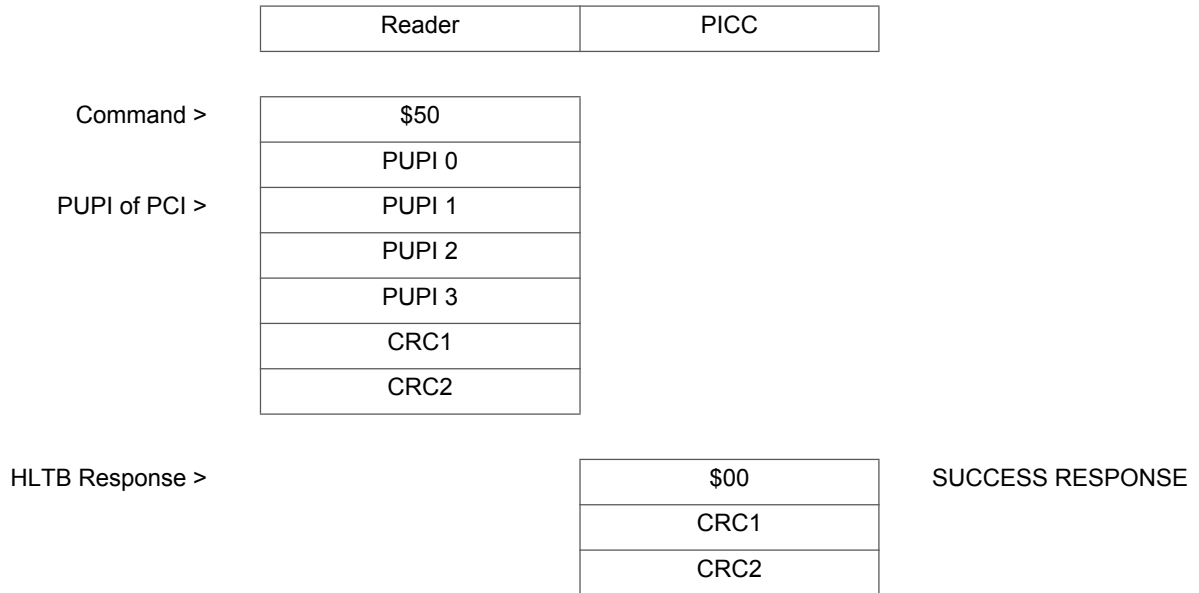 Reader PICC
Command > $50
PUPI 0
PUPI of PCI > PUPI 1
PUPI 2
PUPI 3
CRC1
CRC2
HLTB Response > $00 SUCCESS RESPONSE
CRC1
CRC2